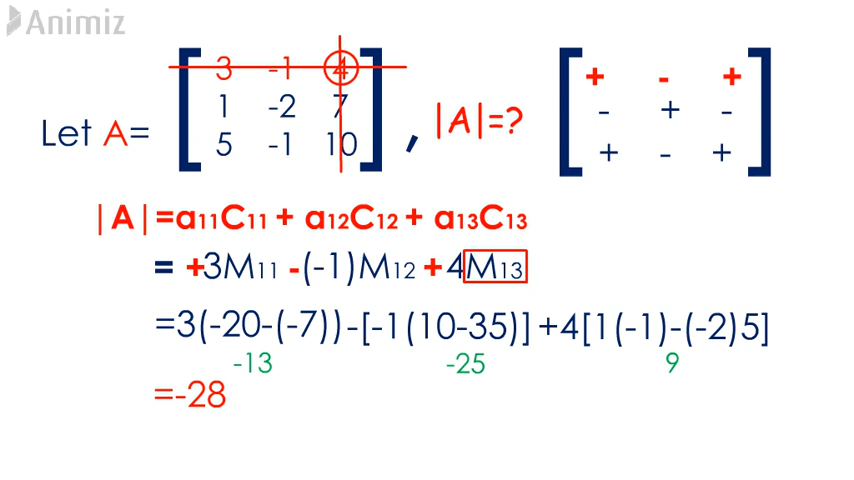 Animiz
Let A= [ 3 -1 4 ] , |A|=? [ + - + ]
[ 1 -2 7 ] [ - + - ]
[ 5 -1 10 ] [ + - + ]
|A|=a11C11 + a12C12 + a13C13
= +3M11 -(-1)M12 + 4M13
=3(-20-(-7))-[-1(10-35)] +4[1(-1)-(-2)5]
-13 -25 9
=-28